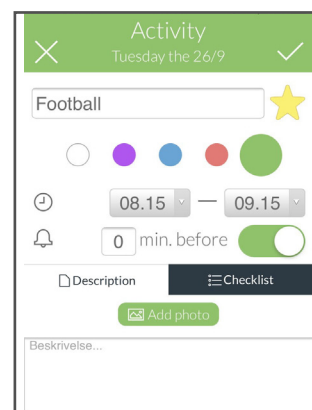 Activity
Tuesday the 26/9
Football
08.15 — 09.15
0 min. before
Description Checklist
Add photo
Beskrivelse...